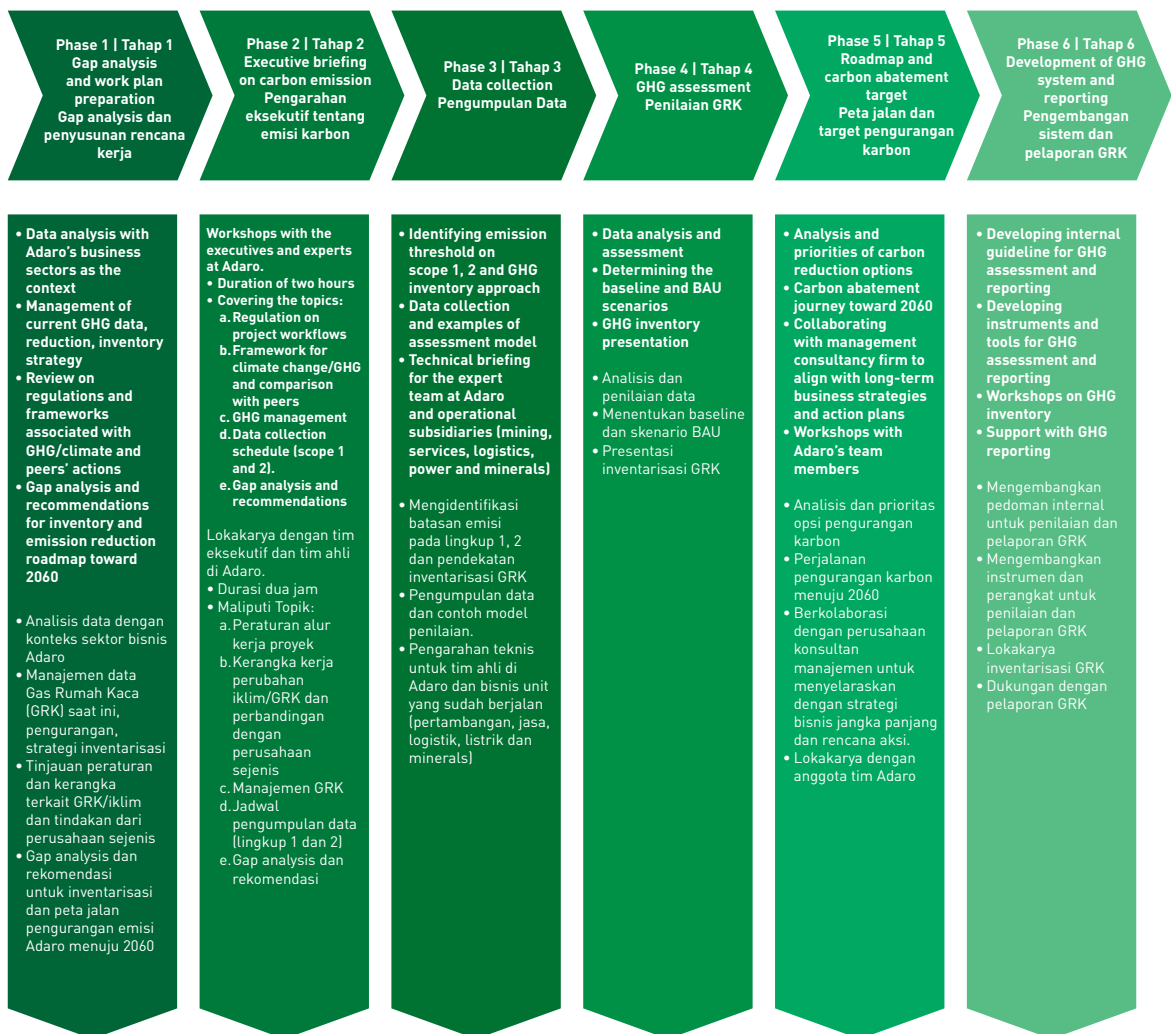 Phase 1 | Tahap 1
Gap analysis
and work plan
preparation
Gap analysis dan
penyusunan rencana
kerja
Phase 2 | Tahap 2
Executive briefing
on carbon emission
Pengarahan
eksekutif tentang
emisi karbon
Phase 3 | Tahap 3
Data collection
Pengumpulan Data
Phase 4 | Tahap 4
GHG assessment
Penilaian GRK
Phase 5 | Tahap 5
Roadmap and
carbon abatement
target
Peta jalan dan
target pengurangan
karbon
Phase 6 | Tahap 6
Development of GHG
system and
reporting
Pengembangan
sistem dan
pelaporan GRK
• Data analysis with
Adaro's business
sectors as the
context
• Management of
current GHG data,
reduction, inventory
strategy
• Review on
regulations and
frameworks
associated with
GHG/climate and
peers' actions
• Gap analysis and
recommendations
for inventory and
emission reduction
roadmap toward
2060
• Analisis data dengan
konteks sektor bisnis
Adaro
• Manajemen data
Gas Rumah Kaca
(GRK) saat ini,
pengurangan,
strategi inventarisasi
• Tinjauan peraturan
dan kerangka
terkait GRK/iklim
dan tindakan dari
perusahaan sejenis
• Gap analysis dan
rekomendasi
untuk inventarisasi
dan peta jalan
pengurangan emisi
Adaro menuju 2060
Workshops with the
executives and experts
at Adaro.
• Duration of two hours
• Covering the topics:
a. Regulation on
project workflows
b. Framework for
climate change/GHG
and comparison
with peers
c. GHG management
d. Data collection
schedule (scope 1
and 2).
e. Gap analysis and
recommendations
Lokakarya dengan tim
eksekutif dan tim ahli
di Adaro.
• Durasi dua jam
• Maliputi Topik:
a. Peraturan alur
kerja proyek
b. Kerangka kerja
perubahan
iklim/GRK dan
perbandingan
dengan
perusahaan
sejenis
c. Manajemen GRK
d. Jadwal
pengumpulan data
(lingkup 1 dan 2)
e. Gap analysis dan
rekomendasi
• Identifying emission
threshold on
scope 1, 2 and GHG
inventory approach
• Data collection
and examples of
assessment model
• Technical briefing
for the expert
team at Adaro
and operational
subsidiaries (mining,
services, logistics,
power and minerals)
• Mengidentifikasi
batasan emisi
pada lingkup 1, 2
dan pendekatan
inventarisasi GRK
• Pengumpulan data
dan contoh model
penilaian.
• Pengarahan teknis
untuk tim ahli di
Adaro dan bisnis unit
yang sudah berjalan
(pertambangan, jasa,
logistik, listrik dan
minerals)
• Data analysis and
assessment
• Determining the
baseline and BAU
scenarios
• GHG inventory
presentation
• Analisis dan
penilaian data
• Menentukan baseline
dan skenario BAU
• Presentasi
inventarisasi GRK
• Analysis and
priorities of carbon
reduction options
• Carbon abatement
journey toward 2060
• Collaborating
with management
consultancy firm to
align with long-term
business strategies
and action plans
• Workshops with
Adaro's team
members
• Analisis dan prioritas
opsi pengurangan
karbon
• Perjalanan
pengurangan karbon
menuju 2060
• Berkolaborasi
dengan perusahaan
konsultan
manajemen untuk
menyelaraskan
dengan strategi
bisnis jangka panjang
dan rencana aksi.
• Lokakarya dengan
anggota tim Adaro
• Developing internal
guideline for GHG
assessment and
reporting
• Developing
instruments and
tools for GHG
assessment and
reporting
• Workshops on GHG
inventory
• Support with GHG
reporting
• Mengembangkan
pedoman internal
untuk penilaian dan
pelaporan GRK
• Mengembangkan
instrumen dan
perangkat untuk
penilaian dan
pelaporan GRK
• Lokakarya
inventarisasi GRK
• Dukungan dengan
pelaporan GRK